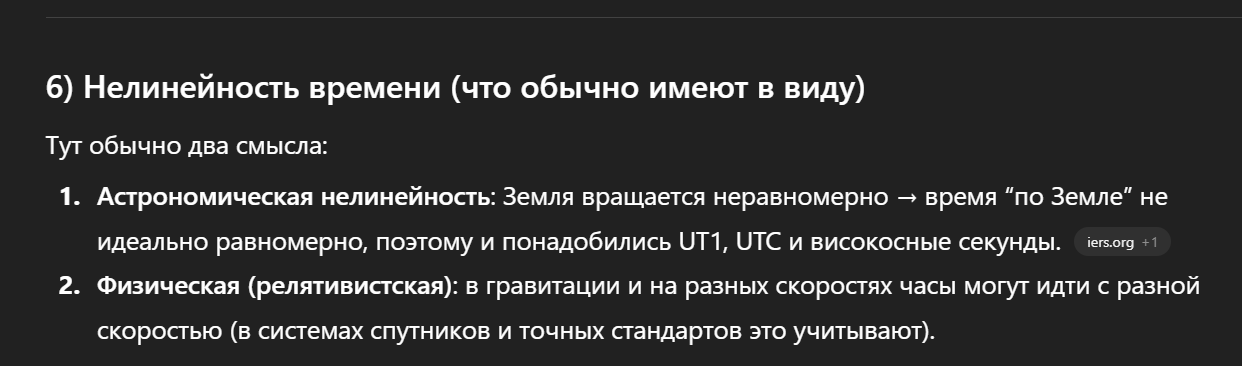 6) Нелинейность времени (что обычно имеют в виду)
Тут обычно два смысла:
1. Астрономическая нелинейность: Земля вращается неравномерно → время “по Земле” не
идеально равномерно, поэтому и понадобились UT1, UTC и високосные секунды. iers.org +1
2. Физическая (релятивистская): в гравитации и на разных скоростях часы могут идти с разной
скоростью (в системах спутников и точных стандартов это учитывают).